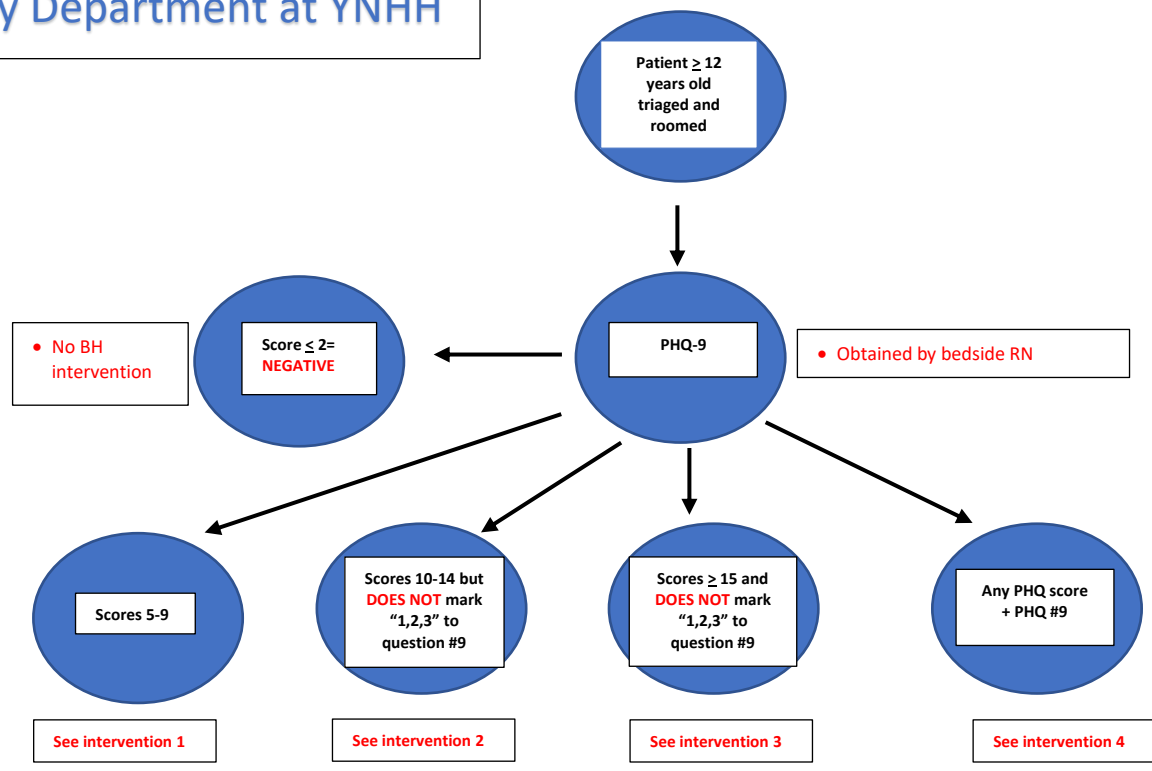 y Department at YNHH
Patient ≥ 12
years old
triaged and
roomed
• No BH
intervention
Score ≤ 2=
NEGATIVE
PHQ-9
• Obtained by bedside RN
Scores 5-9
Scores 10-14 but
DOES NOT mark
“1,2,3” to
question #9
Scores ≥ 15 and
DOES NOT mark
“1,2,3” to
question #9
Any PHQ score
+ PHQ #9
See intervention 1
See intervention 2
See intervention 3
See intervention 4